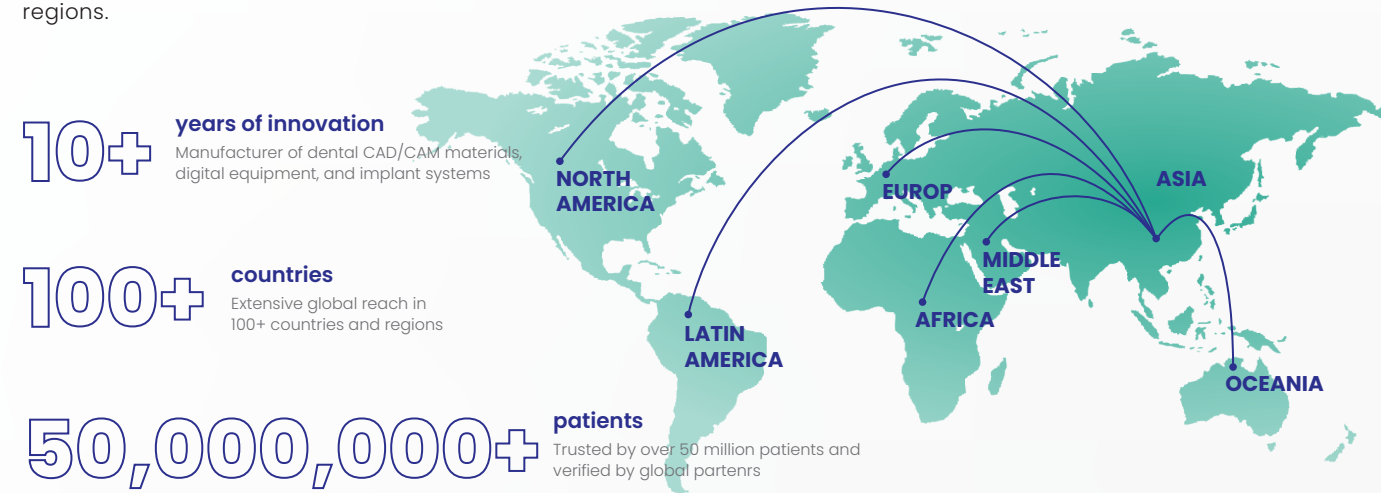 regions.
10+
years of innovation
Manufacturer of dental CAD/CAM materials,
digital equipment, and implant systems
100+
countries
Extensive global reach in
100+ countries and regions
50,000,000+
patients
Trusted by over 50 million patients and
verified by global partenrs
NORTH
AMERICA
LATIN
AMERICA
EUROP
AFRICA
MIDDLE
EAST
ASIA
OCEANIA